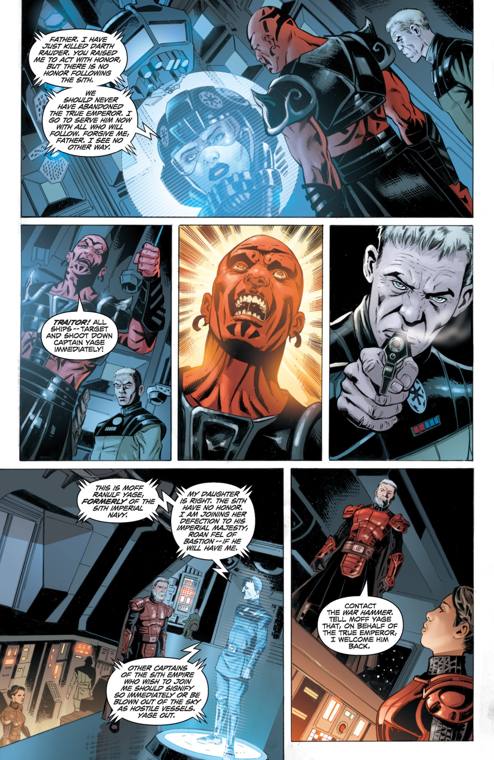 FATHER. I HAVE
JUST KILLED DARTH
RAUDER. YOU RAISED
ME TO ACT WITH HONOR,
BUT THERE IS NO
HONOR FOLLOWING
THE SITH.
WE
SHOULD NEVER
HAVE ABANDONED
THE TRUE EMPEROR. I
GO TO SERVE HIM NOW
WITH ALL WHO WILL
FOLLOW. FORGIVE ME,
FATHER. I SEE NO
OTHER WAY.
TRAITOR! ALL
SHIPS -- TARGET
AND SHOOT DOWN
CAPTAIN YAGE
IMMEDIATELY!
THIS IS MOFF
RANULF YAGE,
FORMERLY OF THE
SITH IMPERIAL
NAVY.
MY DAUGHTER
IS RIGHT. THE SITH
HAVE NO HONOR.
I AM JOINING HER
DEFECTION TO HIS
IMPERIAL MAJESTY,
ROAN FEL OF
BASTION -- IF HE
WILL HAVE ME.
OTHER CAPTAINS
OF THE SITH EMPIRE
WHO WISH TO JOIN
ME SHOULD SIGNIFY
SO IMMEDIATELY OR BE
BLOWN OUT OF THE SKY
AS HOSTILE VESSELS.
YAGE OUT.
CONTACT
THE WAR HAMMER.
TELL MOFF YAGE
THAT, ON BEHALF OF
THE TRUE EMPEROR,
I WELCOME HIM
BACK.